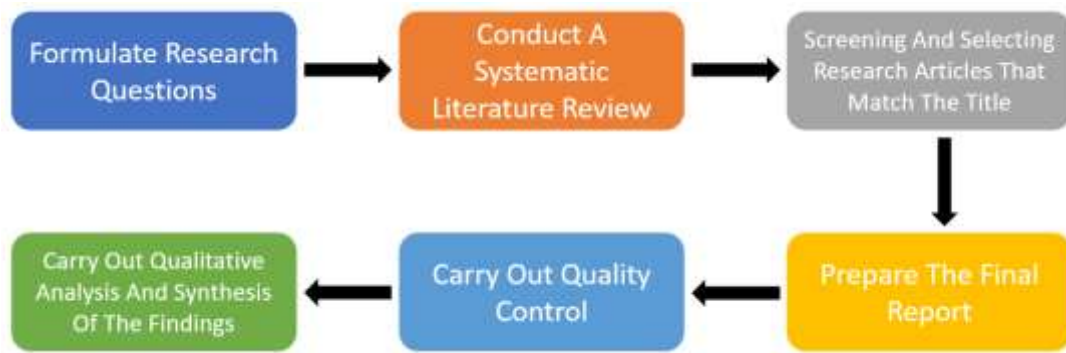 Formulate Research
Questions
Conduct A
Systematic
Literature Review
Screening And Selecting
Research Articles That
Match The Title
Prepare The Final
Report
Carry Out Quality
Control
Carry Out Qualitative
Analysis And Synthesis
Of The Findings